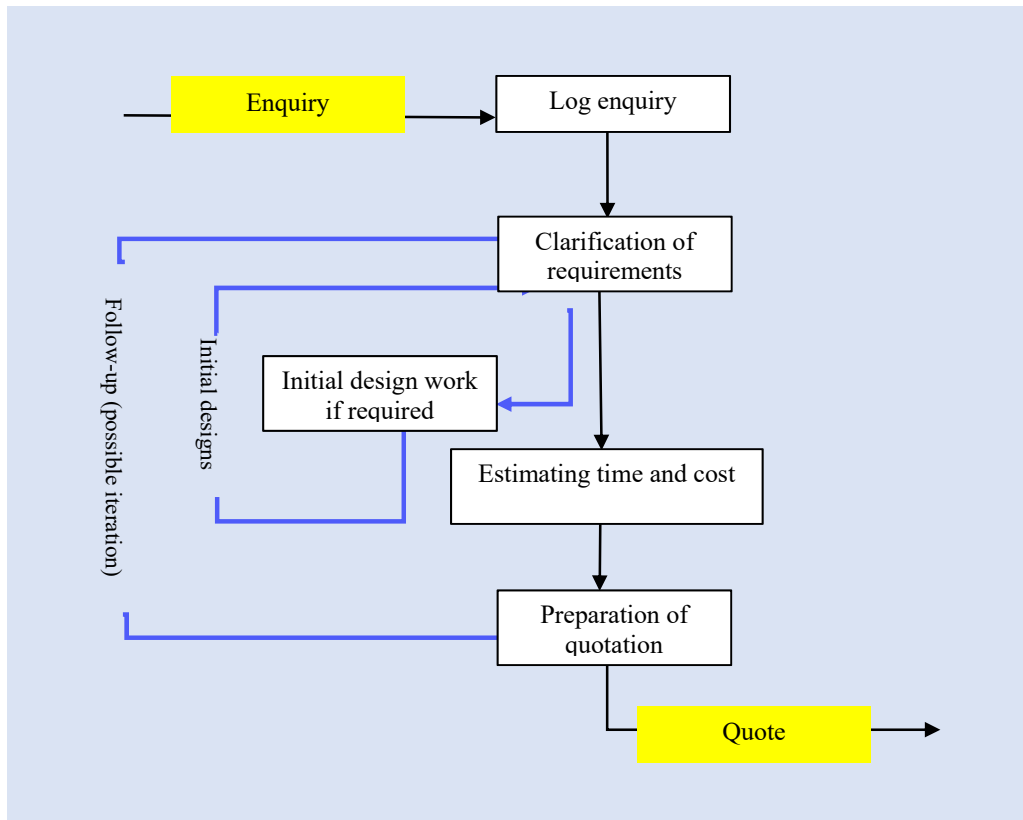 Enquiry
Log enquiry
Clarification of
requirements
Follow-up (possible iteration)
Initial designs
Initial design work
if required
Estimating time and cost
Preparation of
quotation
Quote